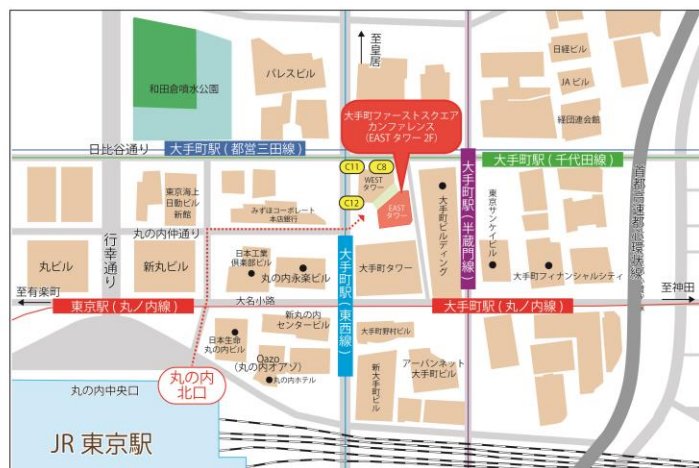 至皇居
日経ビル
JAビル
経団連会館
パレスビル
和田倉噴水公園
大手町ファーストスクエア
カンファレンス
(EASTタワー 2F)
日比谷通り
大手町駅(都営三田線)
大手町駅(千代田線)
C11
C8
C12
WEST
タワー
EAST
タワー
東京海上
日動ビル
新館
みずほコーポレート
本店銀行
大手町ビルディング
大手町駅(半蔵門線)
東京サンケイビル
首都高速都心環状線
丸の内仲通り
行幸通り
丸ビル
新丸ビル
日本工業
倶楽部ビル
丸の内永楽ビル
大手町駅(東西線)
大手町タワー
大手町フィナンシャルシティ
至有楽町
大名小路
至神田
東京駅(丸ノ内線)
大手町駅(丸ノ内線)
新丸の内
センタービル
日本生命
丸の内ビル
Oazo
(丸の内オアゾ)
丸の内ホテル
大手町野村ビル
新大手町ビル
アーバンネット
大手町ビル
丸の内
北口
丸の内中央口
JR 東京駅